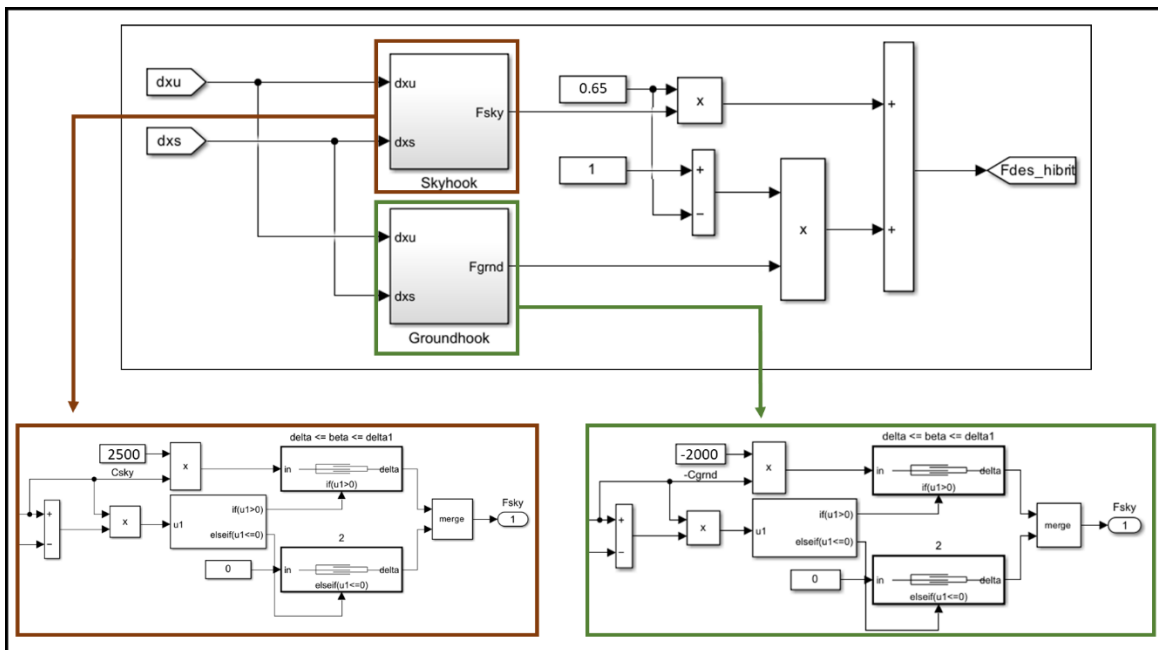 dxu
dxs
dxu
dxs
Fsky
Skyhook
dxu
dxs
Fgrnd
Groundhook
0.65
x
1
+
−
x
+
+
Fdes_hibrit
2500
Csky
x
+
−
x
u1
if(u1>0)
elseif(u1<=0)
delta <= beta <= delta1
in
delta
if(u1>0)
0
2
in
delta
elseif(u1<=0)
merge
Fsky
1
-2000
-Cgrnd
x
+
−
x
u1
if(u1>0)
elseif(u1<=0)
delta <= beta <= delta1
in
delta
if(u1>0)
0
2
in
delta
elseif(u1<=0)
merge
Fsky
1